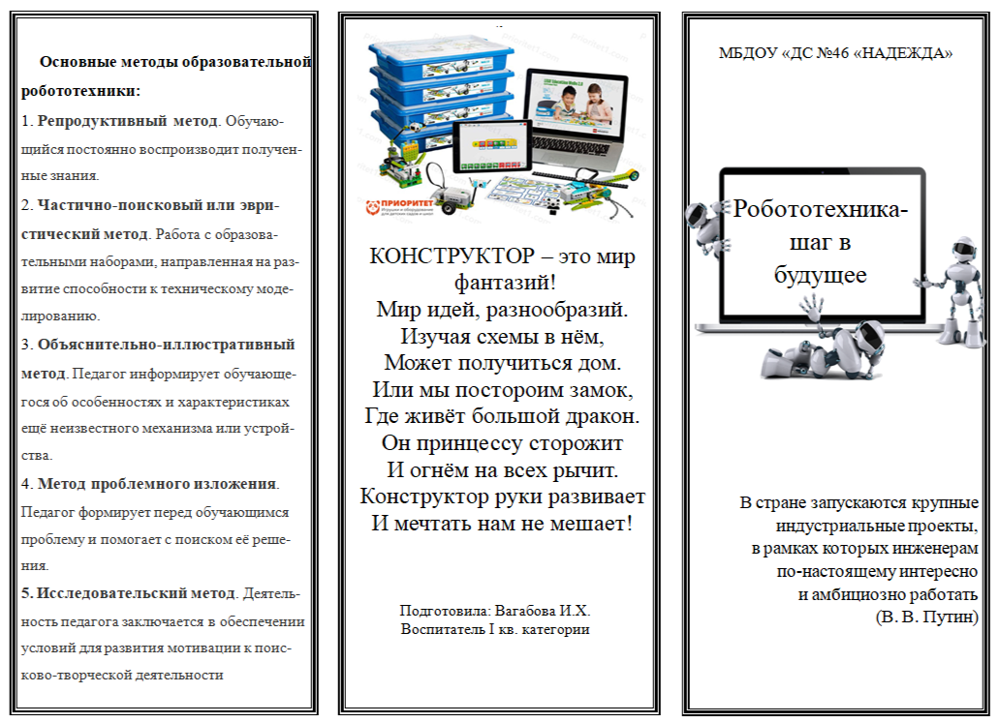 Основные методы образовательной
робототехники:
1. Репродуктивный метод. Обучаю-
щийся постоянно воспроизводит получен-
ные знания.
2. Частично-поисковый или эври-
стический метод. Работа с образова-
тельными наборами, направленная на раз-
витие способности к техническому моде-
лированию.
3. Объяснительно-иллюстративный
метод. Педагог информирует обучающе-
гося об особенностях и характеристиках
ещё неизвестного механизма или устрой-
ства.
4. Метод проблемного изложения.
Педагог формирует перед обучающимся
проблему и помогает с поиском её реше-
ния.
5. Исследовательский метод. Деятель-
ность педагога заключается в обеспечении
условий для развития мотивации к поис-
ково-творческой деятельности
ПРИОРИТЕТ
КОНСТРУКТОР – это мир
фантазий!
Мир идей, разнообразий.
Изучая схемы в нём,
Может получиться дом.
Или мы постороим замок,
Где живёт большой дракон.
Он принцессу сторожит
И огнём на всех рычит.
Конструктор руки развивает
И мечтать нам не мешает!
Подготовила: Вагабова И.Х.
Воспитатель I кв. категории
МБДОУ «ДС №46 «НАДЕЖДА»
Робототехника-
шаг в
будущее
В стране запускаются крупные
индустриальные проекты,
в рамках которых инженерам
по-настоящему интересно
и амбициозно работать
(В. В. Путин)